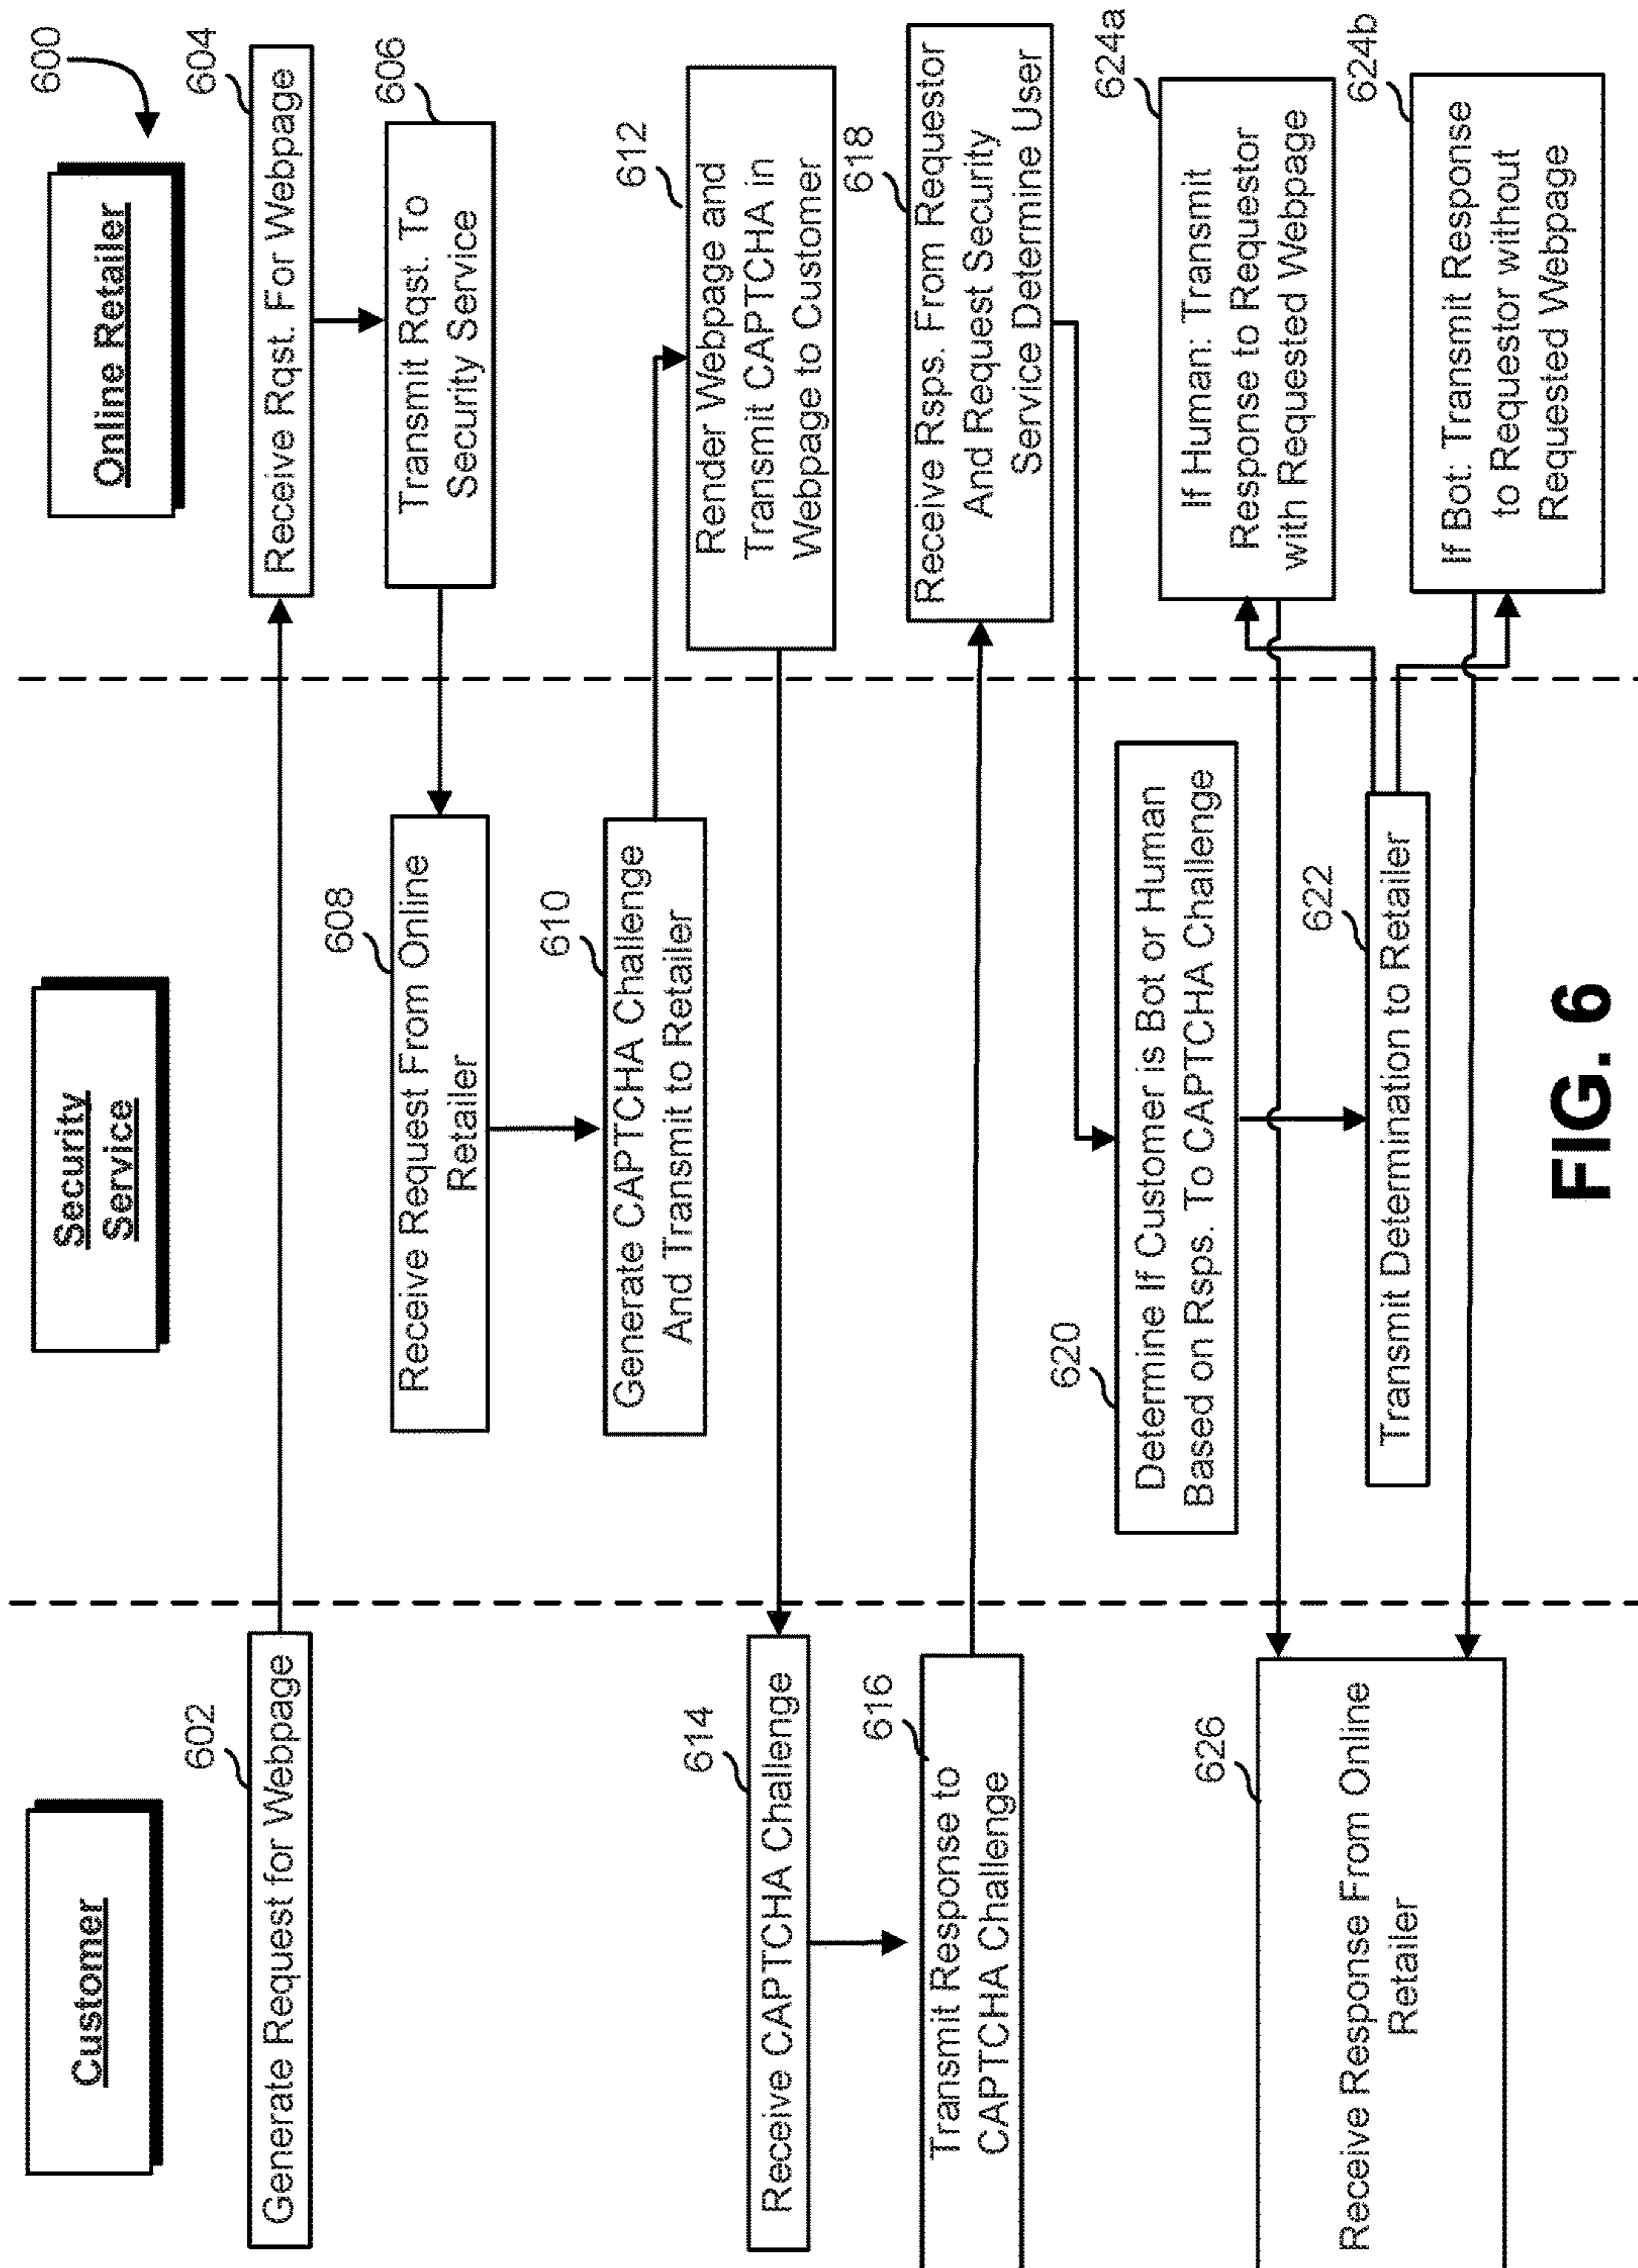 600
Customer
Security
Service
Online Retailer
602
Generate Request for Webpage
604
Receive Rqst. For Webpage
606
Transmit Rqst. To
Security Service
608
Receive Request From Online
Retailer
610
Generate CAPTCHA Challenge
And Transmit to Retailer
612
Render Webpage and
Transmit CAPTCHA in
Webpage to Customer
614
Receive CAPTCHA Challenge
616
Transmit Response to
CAPTCHA Challenge
618
Receive Rsps. From Requestor
And Request Security
Service Determine User
620
Determine If Customer is Bot or Human
Based on Rsps. To CAPTCHA Challenge
622
Transmit Determination to Retailer
624a
If Human: Transmit
Response to Requestor
with Requested Webpage
624b
If Bot: Transmit Response
to Requestor without
Requested Webpage
626
Receive Response From Online
Retailer
FIG. 6